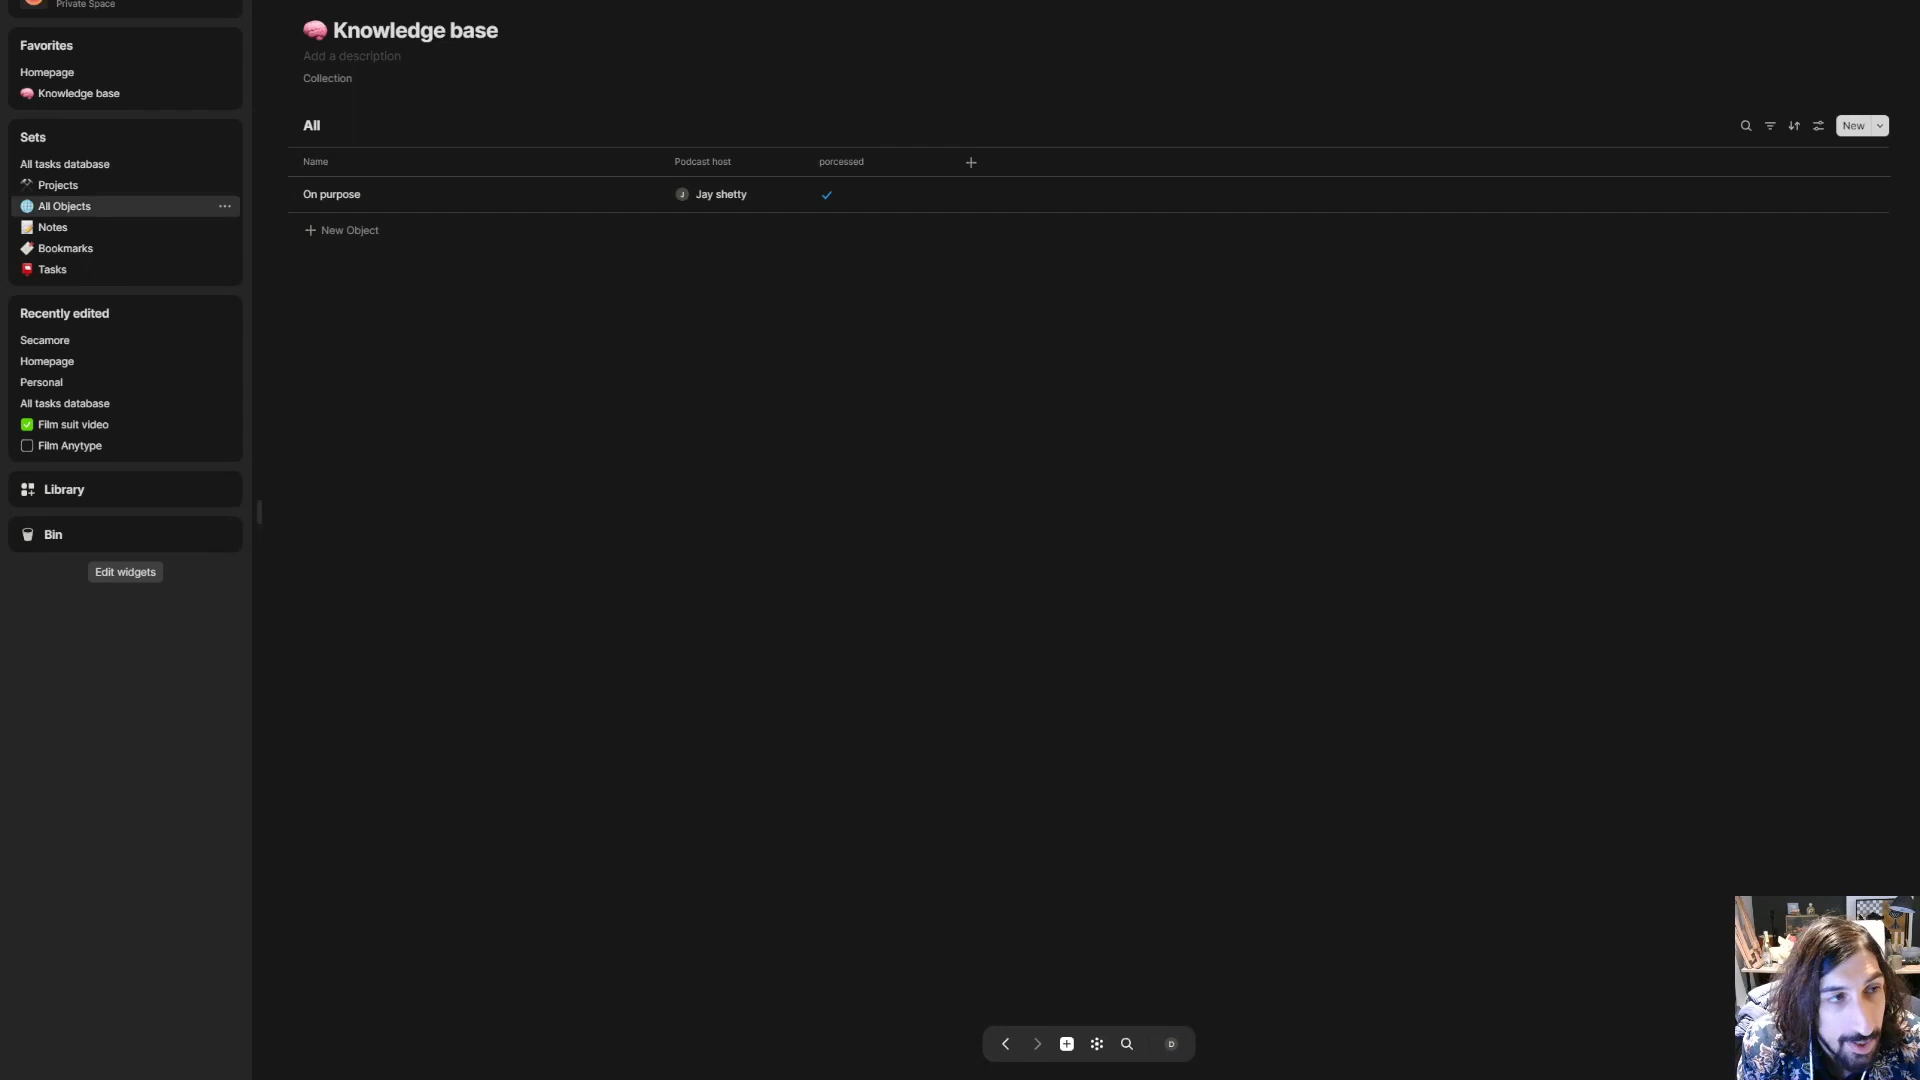 Private Space
Favorites
Homepage
Knowledge base
Sets
All tasks database
Projects
All Objects
Notes
Bookmarks
Tasks
Recently edited
Secamore
Homepage
Personal
All tasks database
Film suit video
Film Anytype
Library
Bin
Edit widgets
Knowledge base
Add a description
Collection
All
New
Name
Podcast host
porcessed
On purpose
J Jay shetty
New Object
D